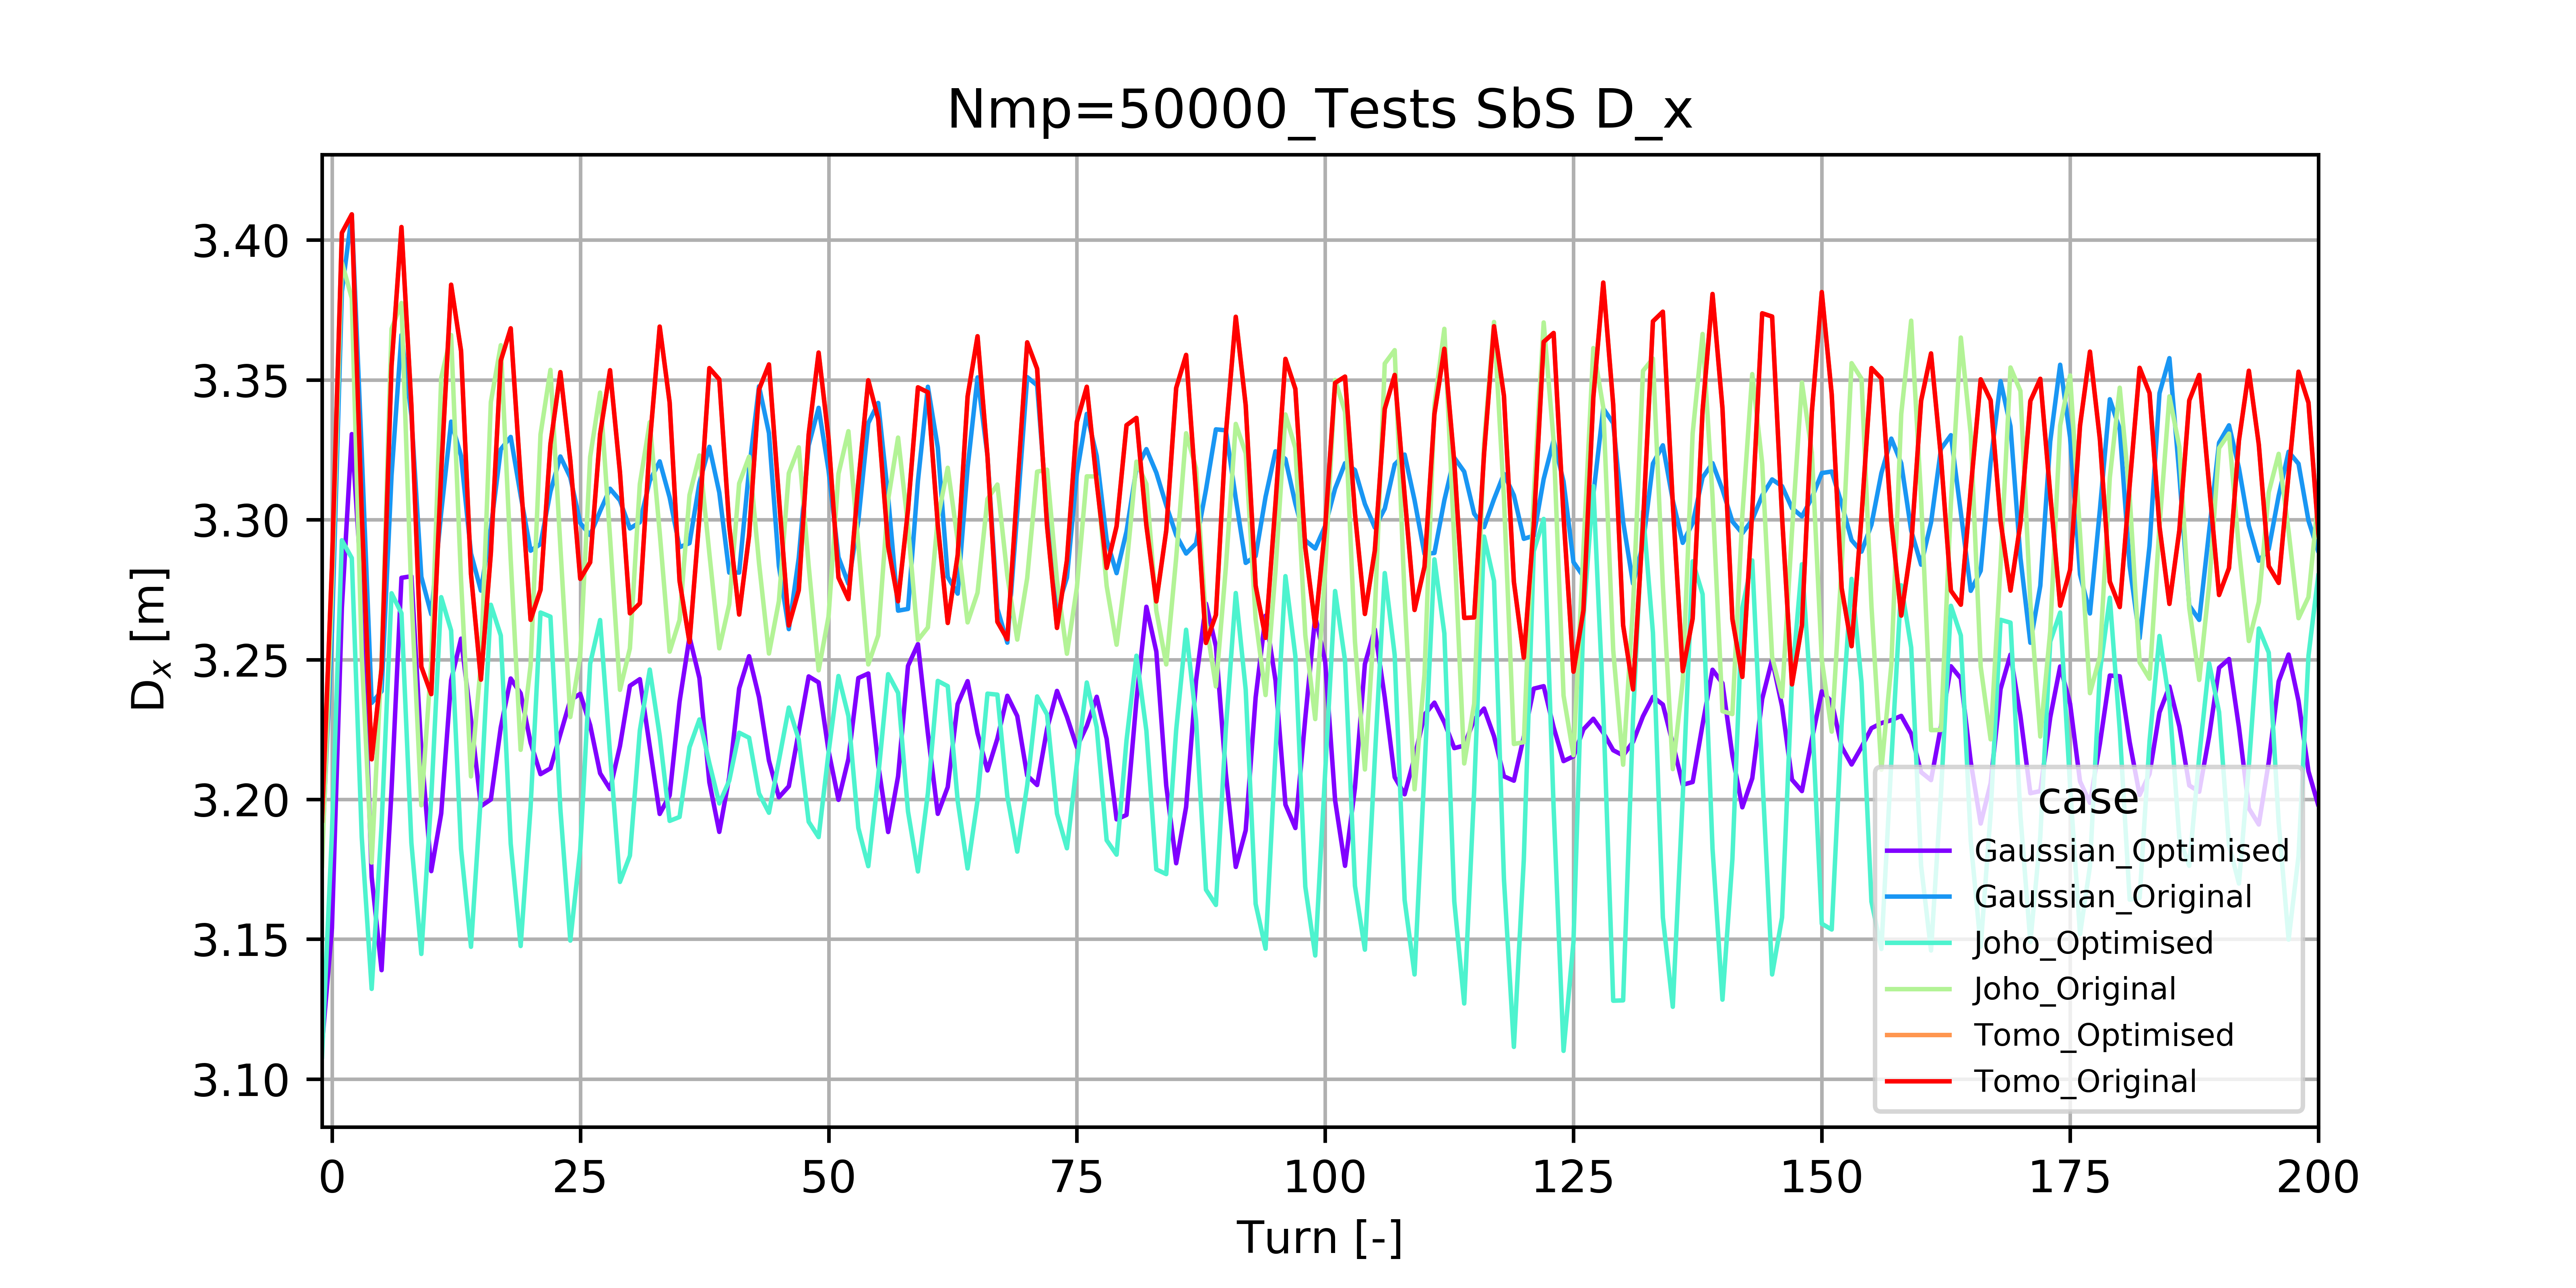 Nmp=50000_Tests SbS D_x
3.40
3.35
3.30
3.25
3.20
3.15
3.10
Dx [m]
0 25 50 75 100 125 150 175 200
Turn [-]
case
Gaussian_Optimised
Gaussian_Original
Joho_Optimised
Joho_Original
Tomo_Optimised
Tomo_Original